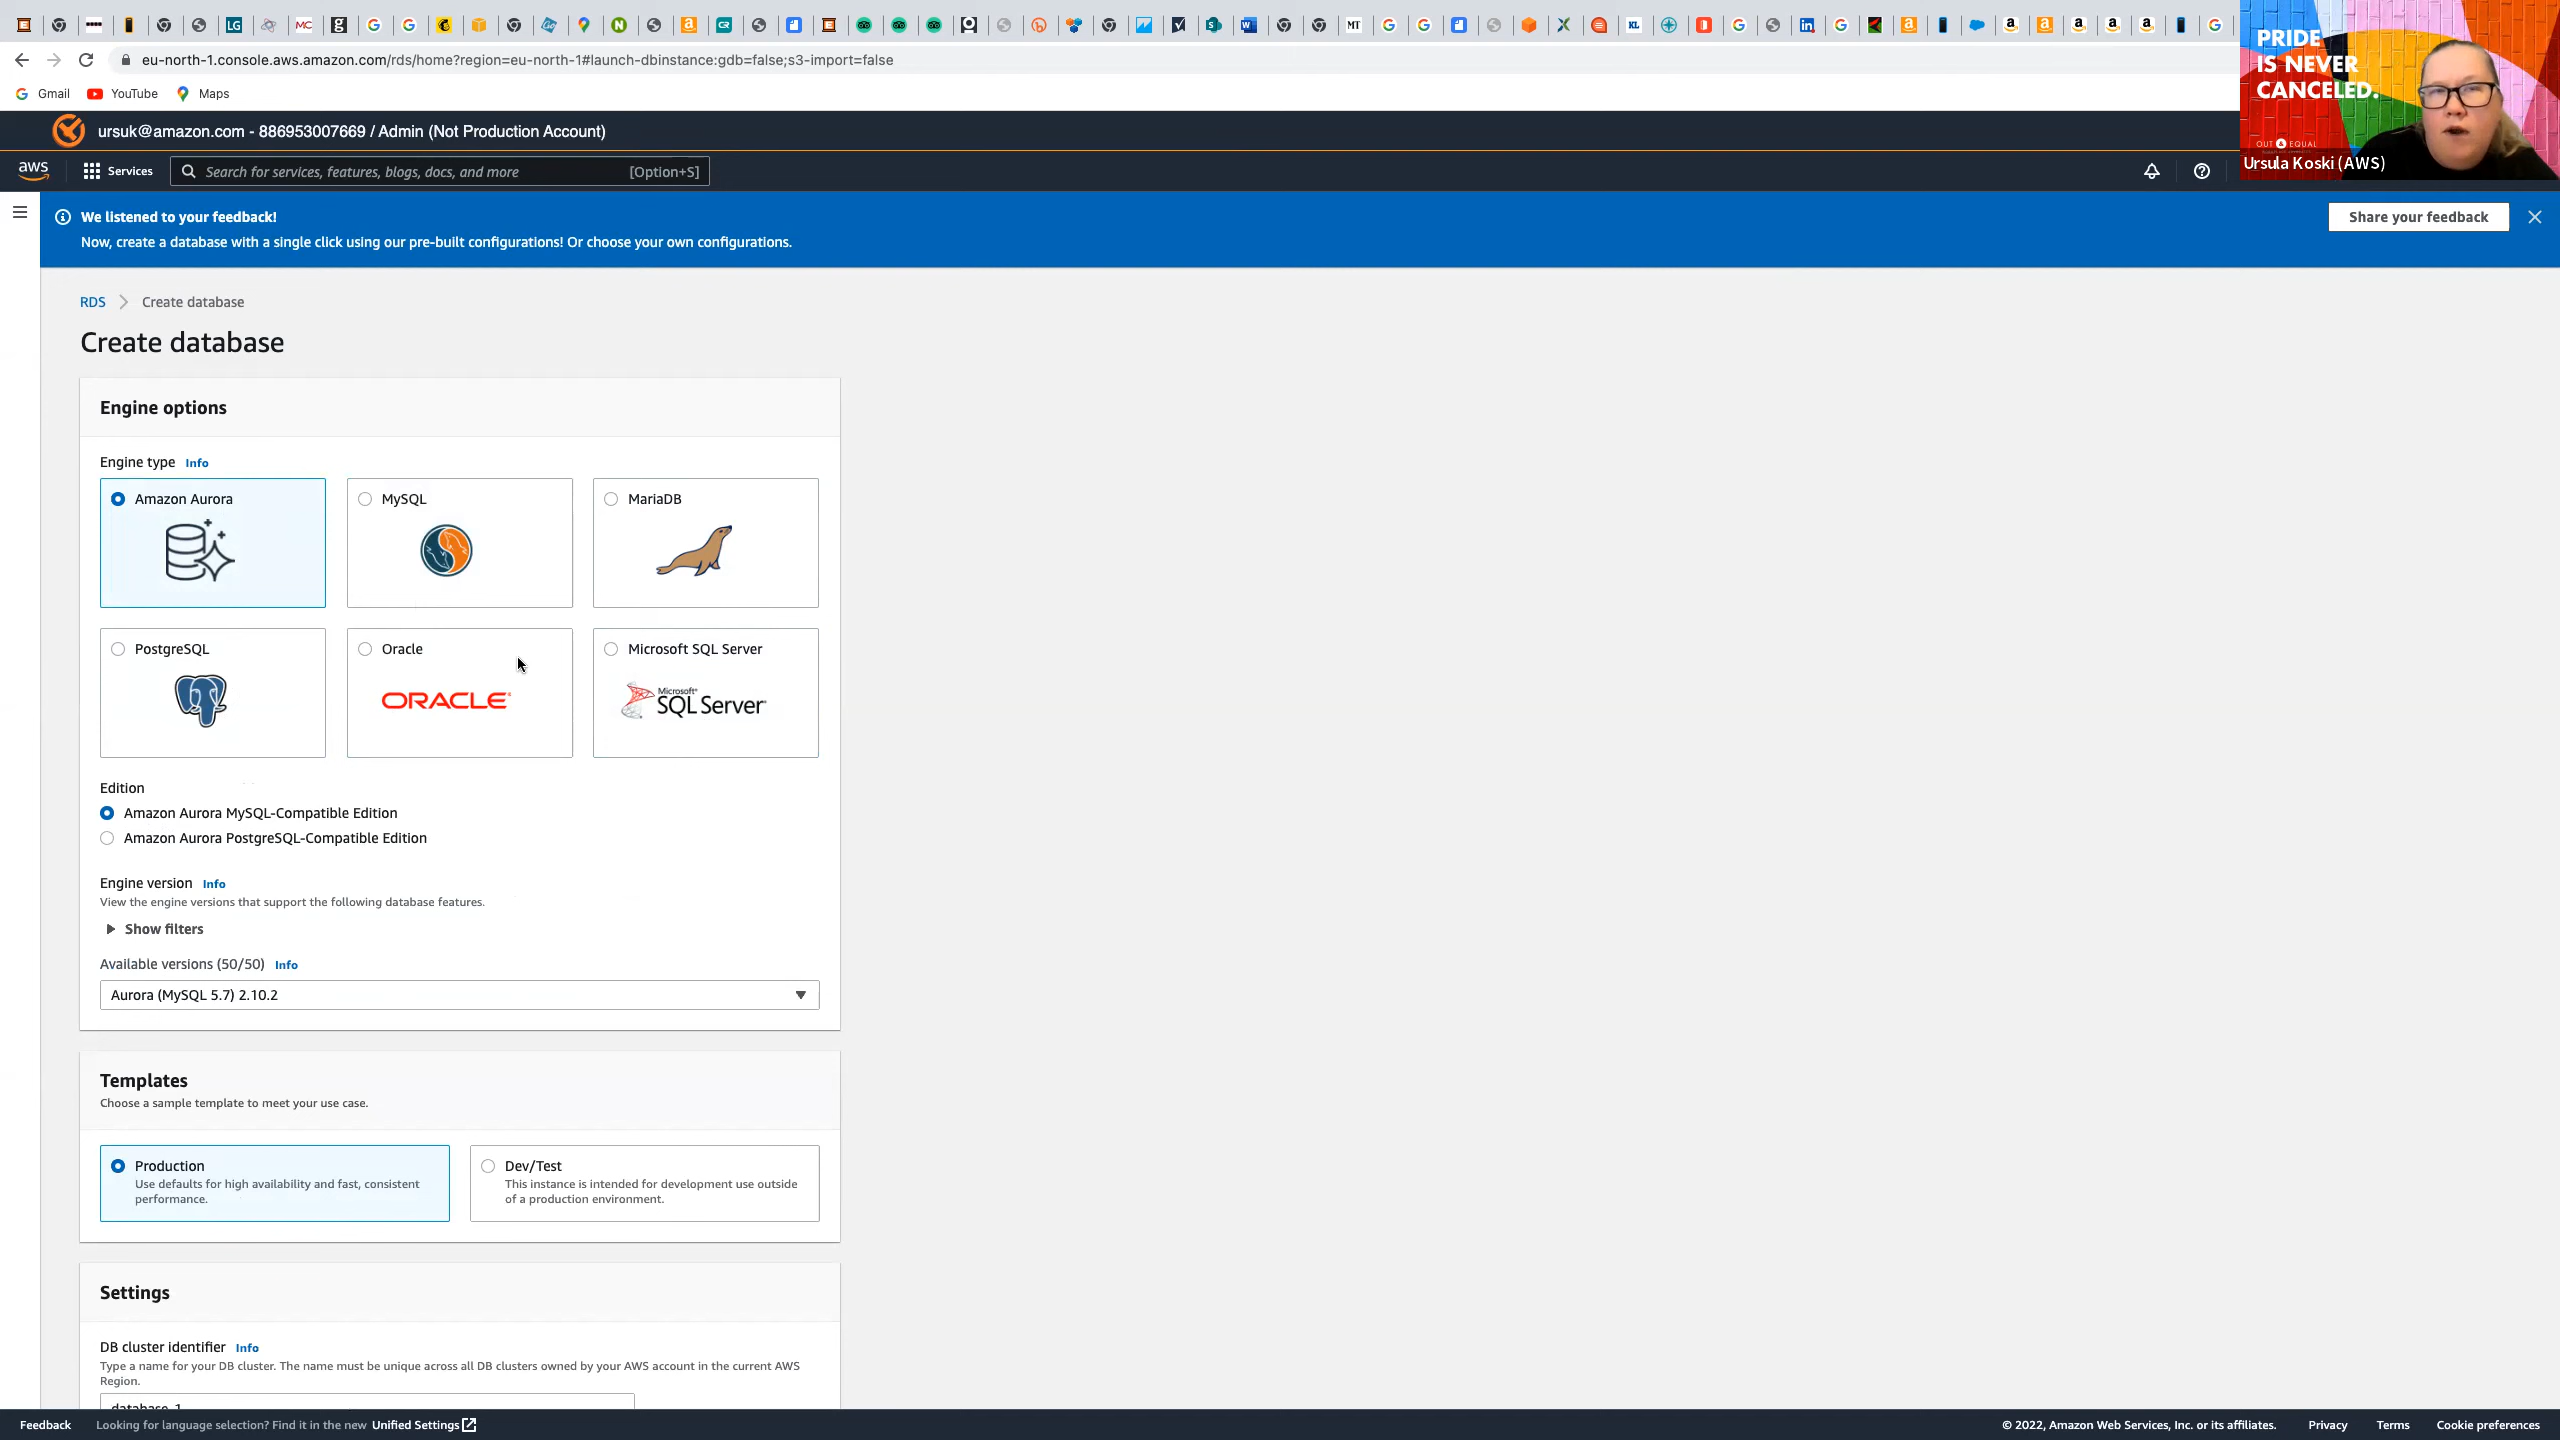 eu-north-1.console.aws.amazon.com/rds/home?region=eu-north-1#launch-dbinstance:gdb=false;s3-import=false
Gmail YouTube Maps
PRIDE
IS NEVER
CANCELED.
OUT & EQUAL
Ursula Koski (AWS)
ursuk@amazon.com - 886953007669 / Admin (Not Production Account)
aws Services Search for services, features, blogs, docs, and more [Option+S]
We listened to your feedback!
Now, create a database with a single click using our pre-built configurations! Or choose your own configurations.
Share your feedback
RDS Create database
Create database
Engine options
Engine type Info
Amazon Aurora MySQL MariaDB
PostgreSQL Oracle Microsoft SQL Server
ORACLE Microsoft SQL Server
Edition
Amazon Aurora MySQL-Compatible Edition
Amazon Aurora PostgreSQL-Compatible Edition
Engine version Info
View the engine versions that support the following database features.
Show filters
Available versions (50/50) Info
Aurora (MySQL 5.7) 2.10.2
Templates
Choose a sample template to meet your use case.
Production Dev/Test
Use defaults for high availability and fast, consistent This instance is intended for development use outside
performance. of a production environment.
Settings
DB cluster identifier Info
Type a name for your DB cluster. The name must be unique across all DB clusters owned by your AWS account in the current AWS
Region.
database-1
Feedback Looking for language selection? Find it in the new Unified Settings © 2022, Amazon Web Services, Inc. or its affiliates. Privacy Terms Cookie preferences